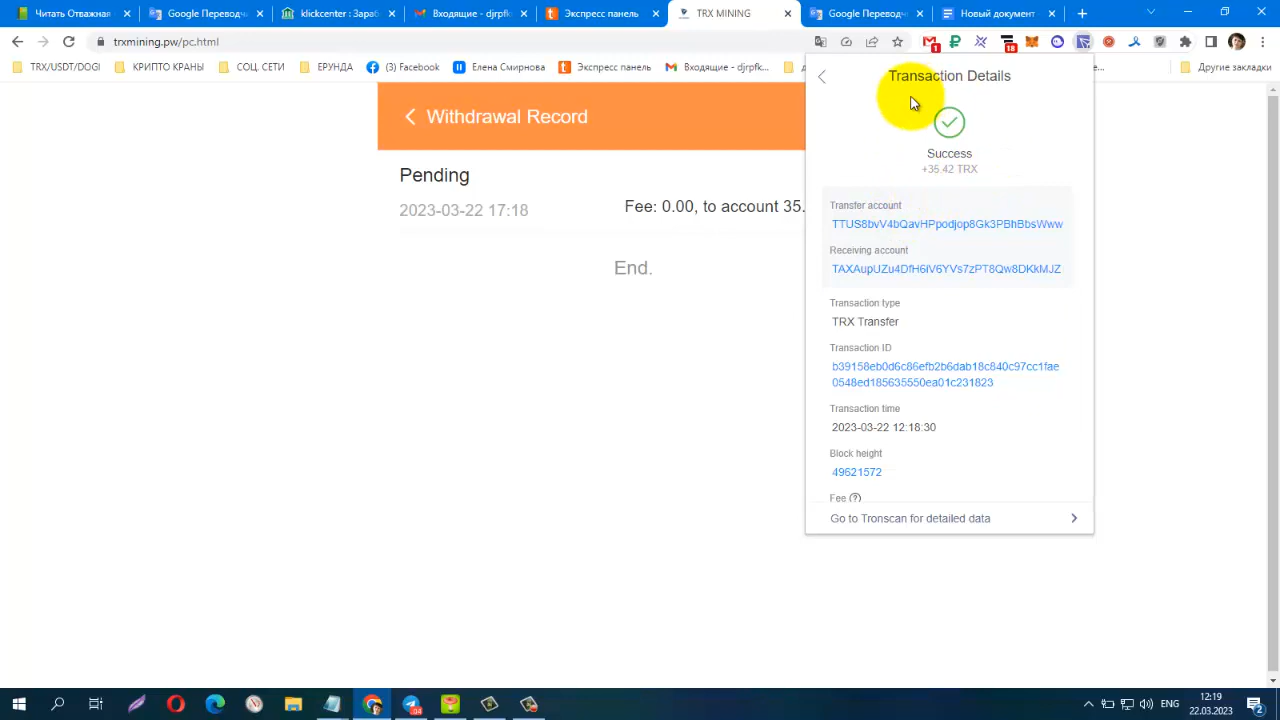 Читать Отважная
Google Переводч
klickcenter : Зараб
Входящие - djrpfk
Экспресс панель
TRX MINING
Google Переводч
Новый документ
trxmining.pw/pc.html
1
18
TRX/USDT/DOGI
КРИПТО КРАНЫ
СОЦ. СЕТИ
ЕРУНДА
(3) Facebook
Елена Смирнова
Экспресс панель
Входящие - djrpfk...
Другие закладки
Withdrawal Record
Pending
2023-03-22 17:18
Fee: 0.00, to account 35.
End.
Transaction Details
Success
+35.42 TRX
Transfer account
TTUS8bvV4bQavHPpodjop8Gk3PBhBbsWww
Receiving account
TAXAupUZu4DfH6iV6YVs7zPT8Qw8DKkMJZ
Transaction type
TRX Transfer
Transaction ID
b39158eb0d6c86efb2b6dab18c840c97cc1fae
0548ed185635550ea01c231823
Transaction time
2023-03-22 12:18:30
Block height
49621572
Fee
Go to Tronscan for detailed data
ENG
12:19
22.03.2023
2